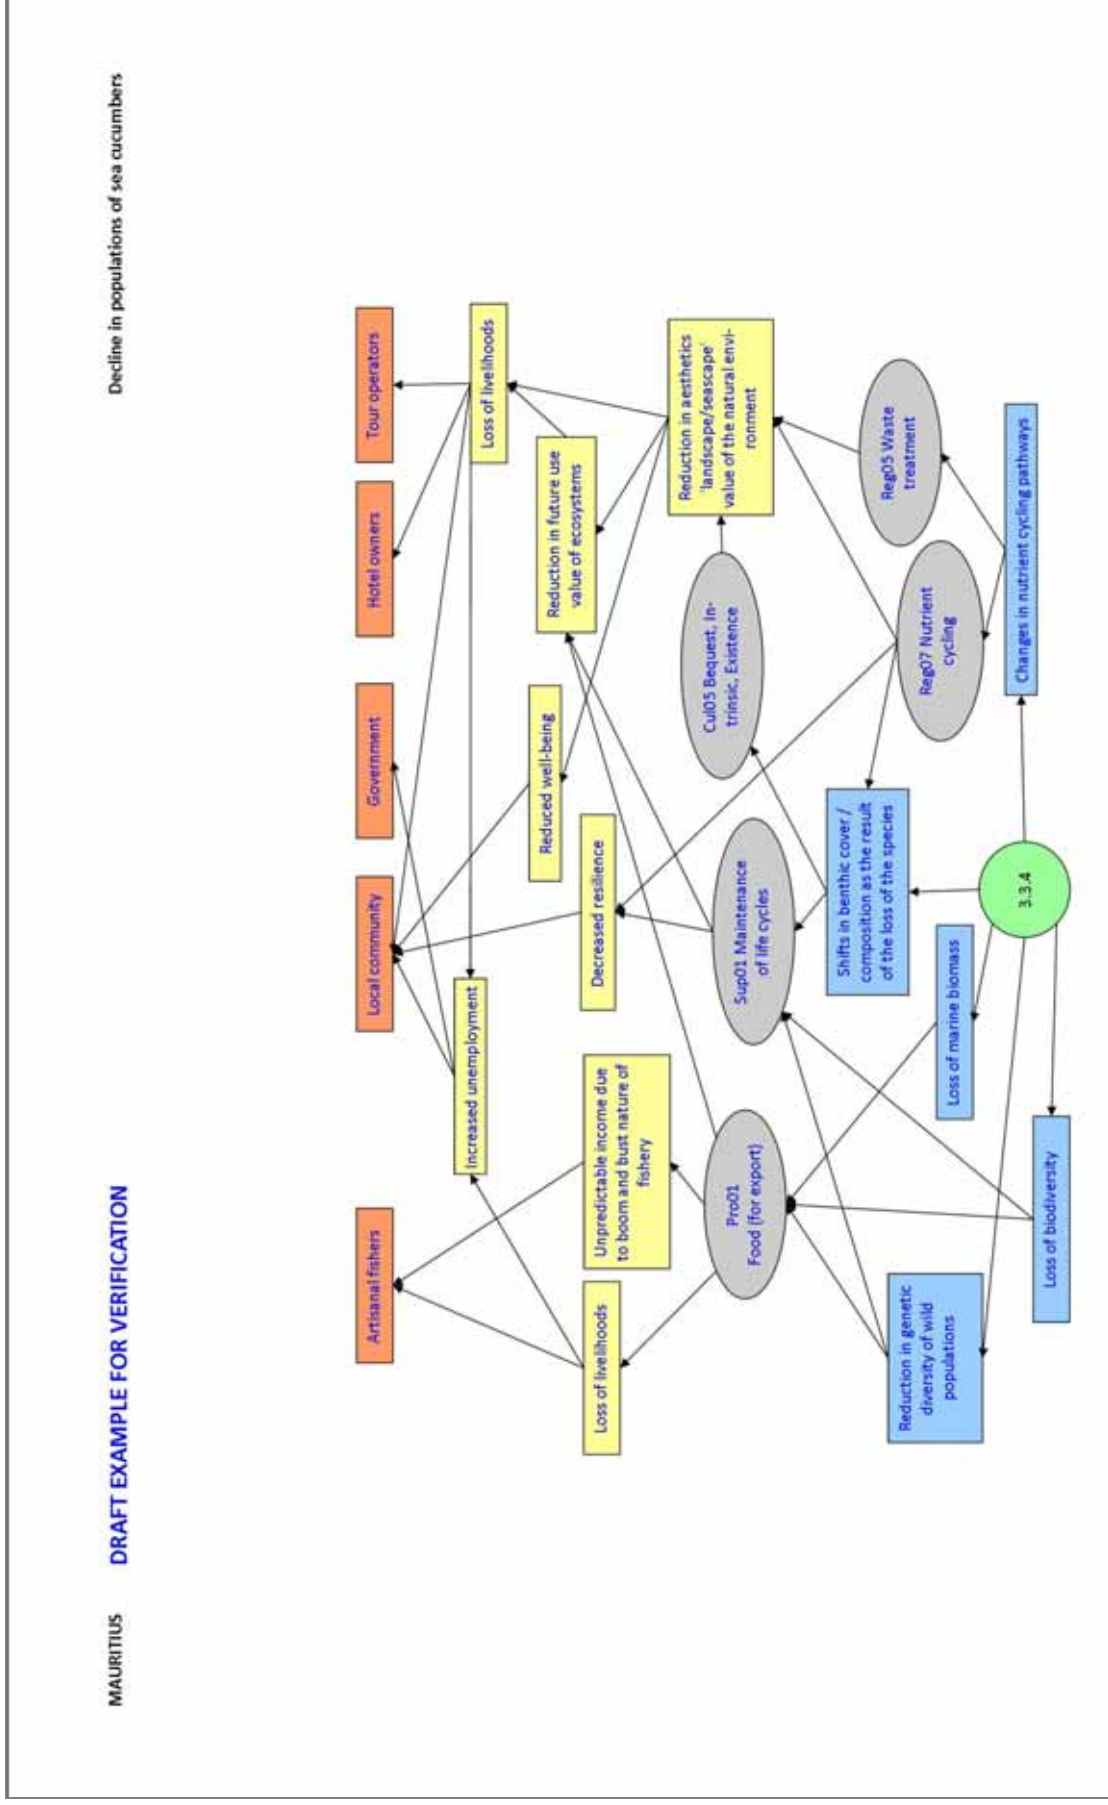 MAURITIUS DRAFT EXAMPLE FOR VERIFICATION
Decline in populations of sea cucumbers
Artisanal fishers
Local community
Government
Hotel owners
Tour operators
Increased unemployment
Loss of livelihoods
Loss of livelihoods
Unpredictable income due
to boom and bust nature of
fishery
Decreased resilience
Reduced well-being
Reduction in future use
value of ecosystems
Reduction in aesthetics
'landscape/seascape'
value of the natural envi-
ronment
Pro01
Food (for export)
Sup01 Maintenance
of life cycles
Cul05 Bequest, In-
trinsic, Existence
Reg07 Nutrient
cycling
Reg05 Waste
treatment
Reduction in genetic
diversity of wild
populations
Loss of biodiversity
Loss of marine biomass
Shifts in benthic cover /
composition as the result
of the loss of the species
Changes in nutrient cycling pathways
3.3.4